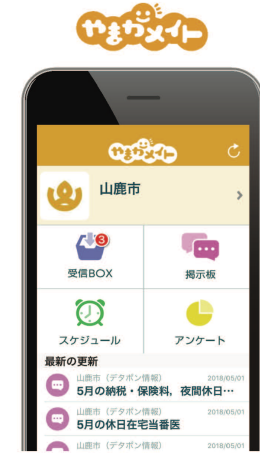 やまがメイト
やまがメイト
山鹿市
3
受信BOX
掲示板
スケジュール
アンケート
最新の更新
山鹿市（デタポン情報） 2018/05/01
5月の納税・保険料，夜間休日…
山鹿市（デタポン情報） 2018/05/01
5月の休日在宅当番医
山鹿市（デタポン情報） 2018/05/01